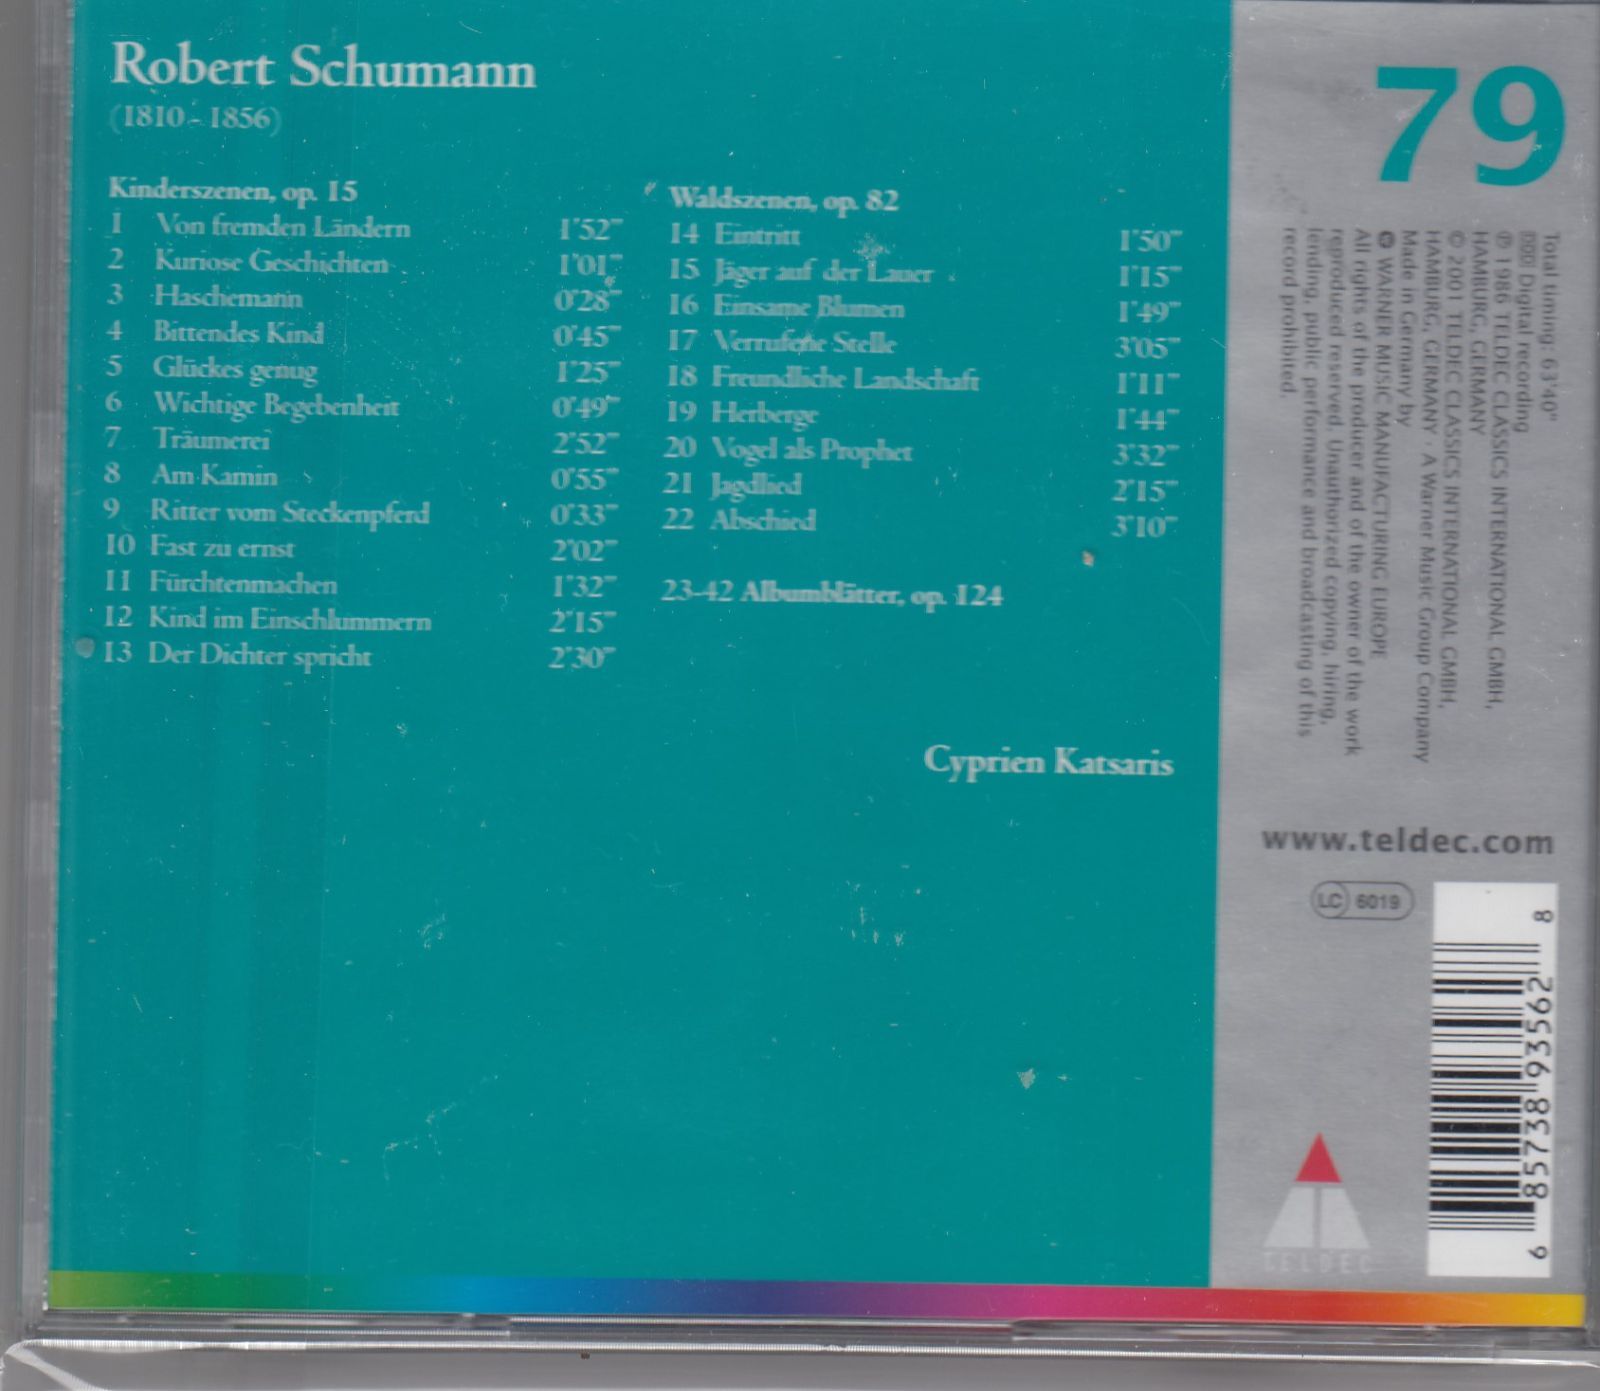 Robert Schumann
(1810 - 1856)
Kinderszenen, op. 15
1 Von fremden Ländern 1'52"
2 Kuriose Geschichten 1'01"
3 Haschemann 0'28"
4 Bittendes Kind 0'45"
5 Glückes genug 1'25"
6 Wichtige Begebenheit 0'49"
7 Träumerei 2'52"
8 Am Kamin 0'55"
9 Ritter vom Steckenpferd 0'33"
10 Fast zu ernst 2'02"
11 Fürchtenmachen 1'32"
12 Kind im Einschlummern 2'15"
13 Der Dichter spricht 2'30"
Waldszenen, op. 82
14 Eintritt 1'50"
15 Jäger auf der Lauer 1'15"
16 Einsame Blumen 1'49"
17 Verrufene Stelle 3'05"
18 Freundliche Landschaft 1'11"
19 Herberge 1'44"
20 Vogel als Prophet 3'32"
21 Jagdlied 2'15"
22 Abschied 3'10"
23-42 Albumblätter, op. 124
Cyprien Katsaris
79
Total timing: 63'40"
DDD Digital recording
℗ 1986 TELDEC CLASSICS INTERNATIONAL GMBH,
HAMBURG, GERMANY
© 2001 TELDEC CLASSICS INTERNATIONAL GMBH,
HAMBURG, GERMANY · A Warner Music Group Company
Made in Germany by
WARNER MUSIC MANUFACTURING EUROPE
All rights of the producer and of the owner of the work
reproduced reserved. Unauthorized copying, hiring,
lending, public performance and broadcasting of this
record prohibited.
www.teldec.com
LC 6019
6 85738 93562 8
TELDEC